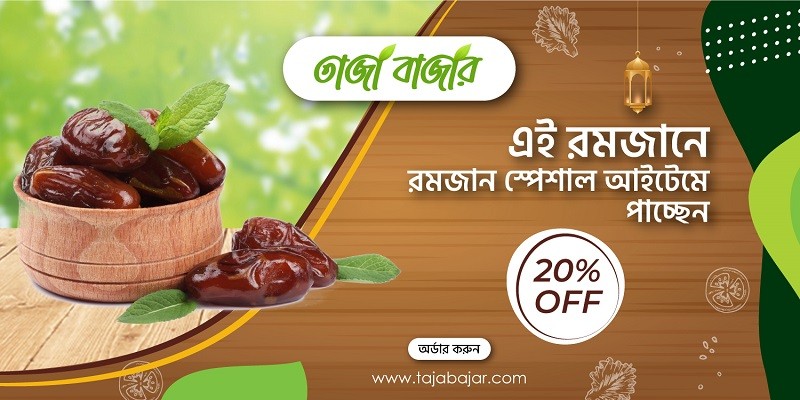 তাজা বাজার
এই রমজানে
রমজান স্পেশাল আইটেমে
পাচ্ছেন
20%
OFF
অর্ডার করুন
www.tajabajar.com